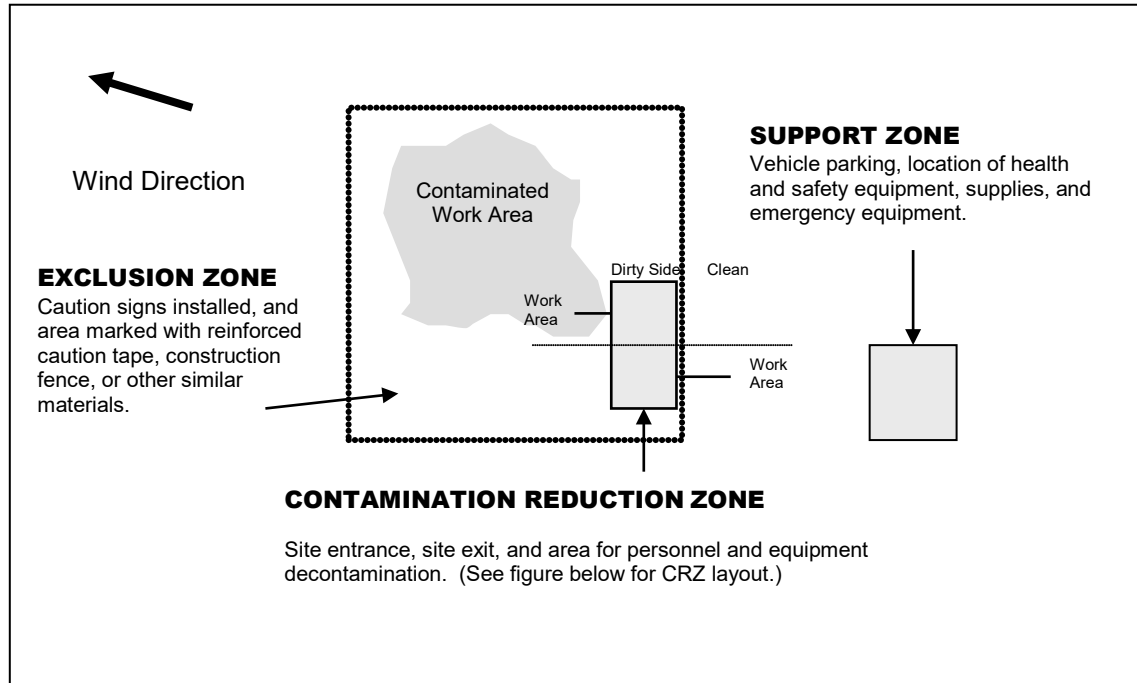 Wind Direction
Contaminated
Work Area
SUPPORT ZONE
Vehicle parking, location of health
and safety equipment, supplies, and
emergency equipment.
EXCLUSION ZONE
Caution signs installed, and
area marked with reinforced
caution tape, construction
fence, or other similar
materials.
Dirty Side
Clean
Work
Area
Work
Area
CONTAMINATION REDUCTION ZONE
Site entrance, site exit, and area for personnel and equipment
decontamination. (See figure below for CRZ layout.)